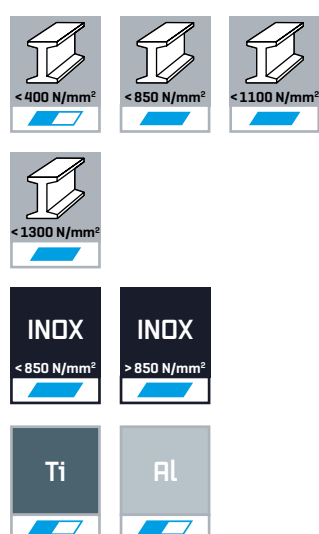 < 400 N/mm² < 850 N/mm² < 1100 N/mm²
< 1300 N/mm²
INOX INOX
< 850 N/mm² > 850 N/mm²
Ti Al